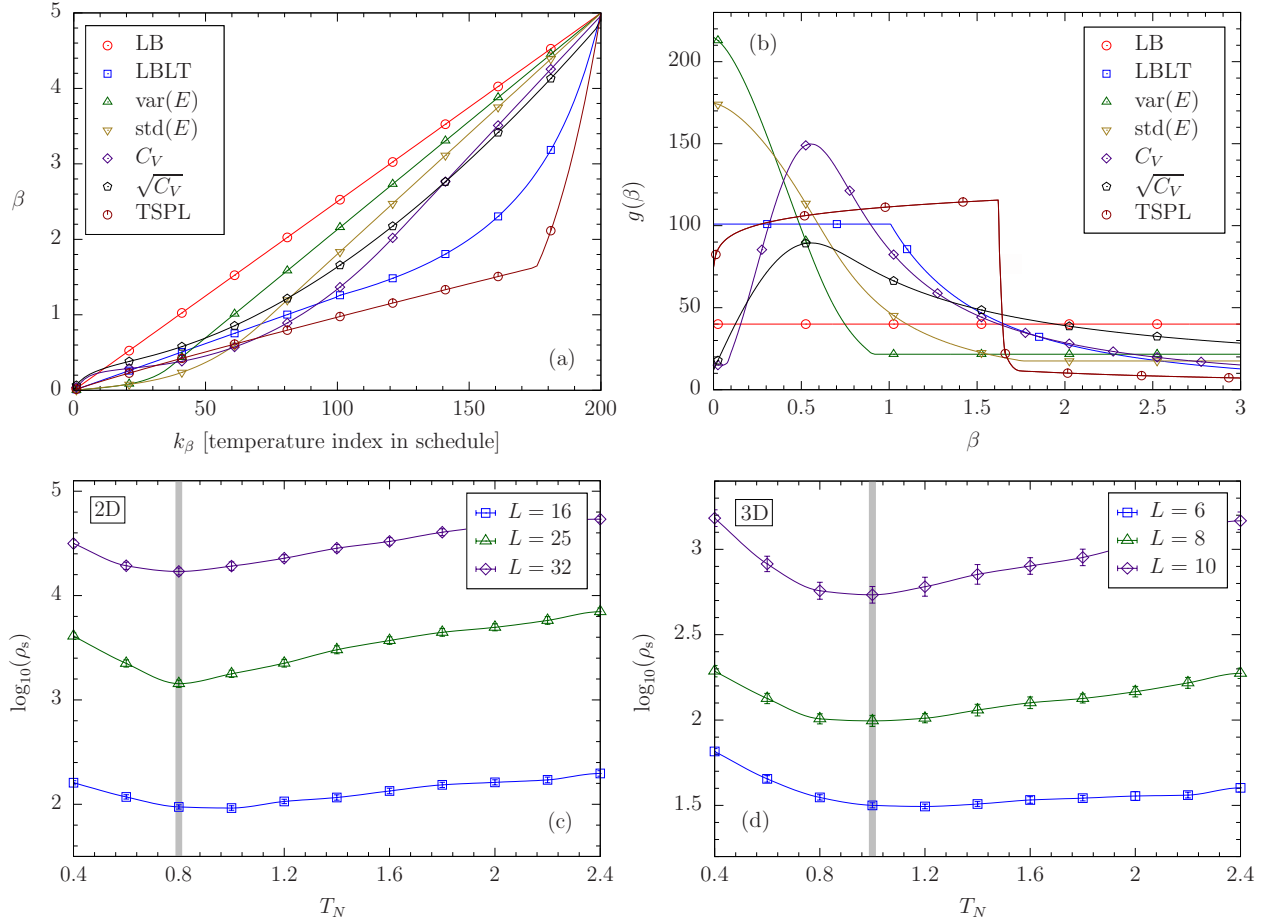 5
4
3
2
1
0
β
0
50
100
150
200
k_β [temperature index in schedule]
LB
LBLT
var(E)
std(E)
C_V
√C_V
TSPL
(a)
200
150
100
50
0
g(β)
0
0.5
1
1.5
2
2.5
3
β
(b)
LB
LBLT
var(E)
std(E)
C_V
√C_V
TSPL
5
4
3
2
log₁₀(ρ_s)
0.4
0.8
1.2
1.6
2
2.4
T_N
2D
L = 16
L = 25
L = 32
(c)
3
2.5
2
1.5
log₁₀(ρ_s)
0.4
0.8
1.2
1.6
2
2.4
T_N
3D
L = 6
L = 8
L = 10
(d)